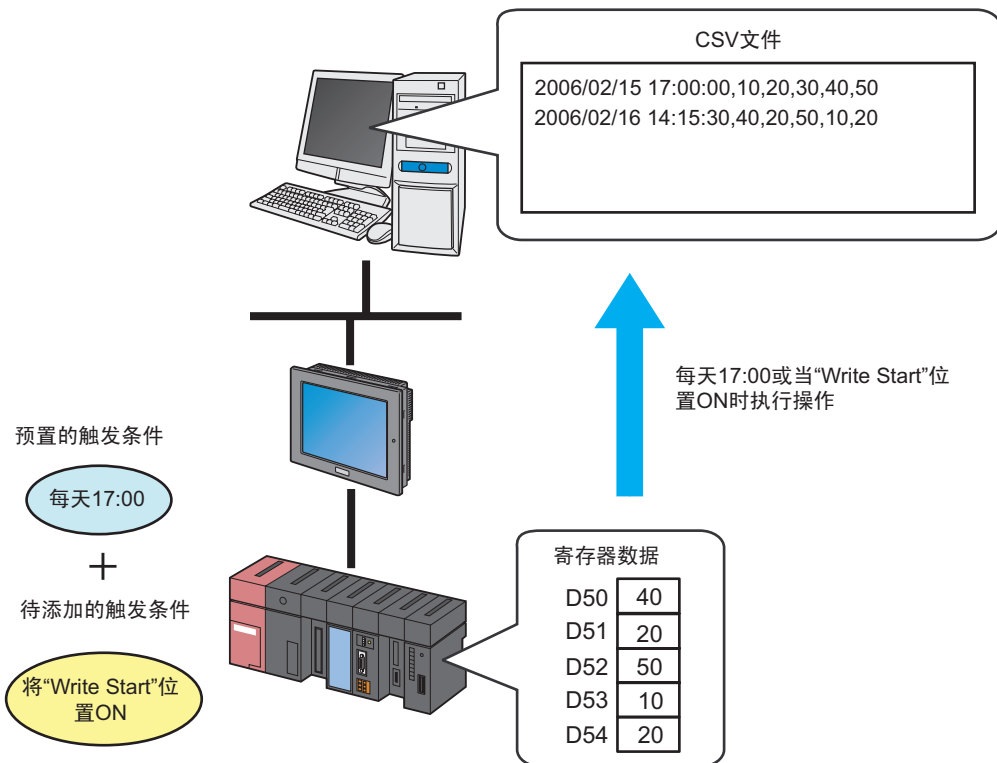 CSV文件
2006/02/15 17:00:00,10,20,30,40,50
2006/02/16 14:15:30,40,20,50,10,20
每天17:00或当“Write Start”位
置ON时执行操作
预置的触发条件
每天17:00
+
待添加的触发条件
将“Write Start”位
置ON
寄存器数据
D50 40
D51 20
D52 50
D53 10
D54 20